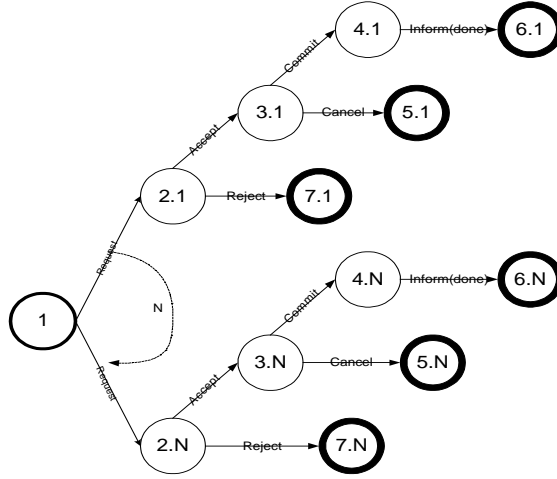 4.1
Inform(done)
6.1
Commit
3.1
Cancel
5.1
Accept
2.1
Reject
7.1
Request
N
1
4.N
Inform(done)
6.N
Commit
3.N
Cancel
5.N
Accept
Request
2.N
Reject
7.N